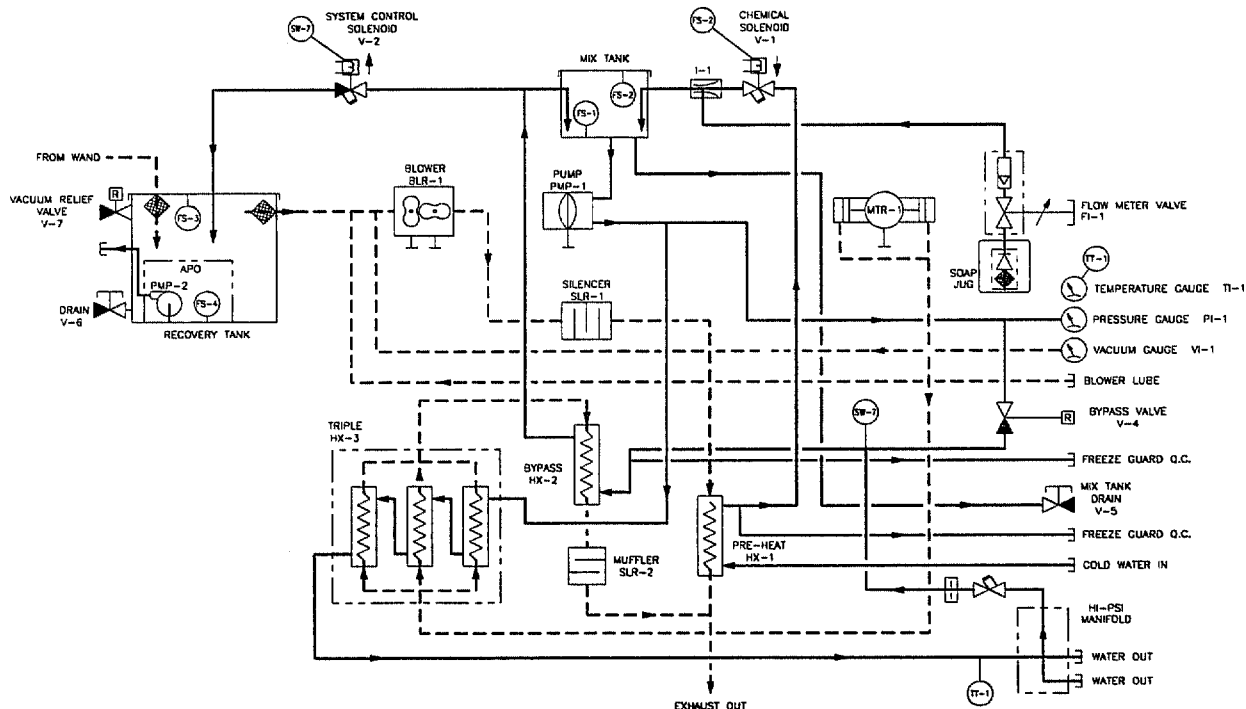 SYSTEM CONTROL
SOLENOID
V-2
SW-7
FS-2
CHEMICAL
SOLENOID
V-1
MIX TANK
I-1
FS-2
FS-1
FROM WAND
R
VACUUM RELIEF
VALVE
V-7
FS-3
BLOWER
BLR-1
PUMP
PMP-1
MTR-1
FLOW METER VALVE
FI-1
APO
PMP-2
FS-4
DRAIN
V-6
RECOVERY TANK
SILENCER
SLR-1
SOAP
JUG
TT-1
TEMPERATURE GAUGE TI-1
PRESSURE GAUGE PI-1
VACUUM GAUGE VI-1
BLOWER LUBE
SW-7
R
BYPASS VALVE
V-4
TRIPLE
HX-3
BYPASS
HX-2
FREEZE GUARD Q.C.
MIX TANK
DRAIN
V-5
FREEZE GUARD Q.C.
PRE-HEAT
HX-1
MUFFLER
SLR-2
COLD WATER IN
HI-PSI
MANIFOLD
WATER OUT
WATER OUT
TT-1
EXHAUST OUT